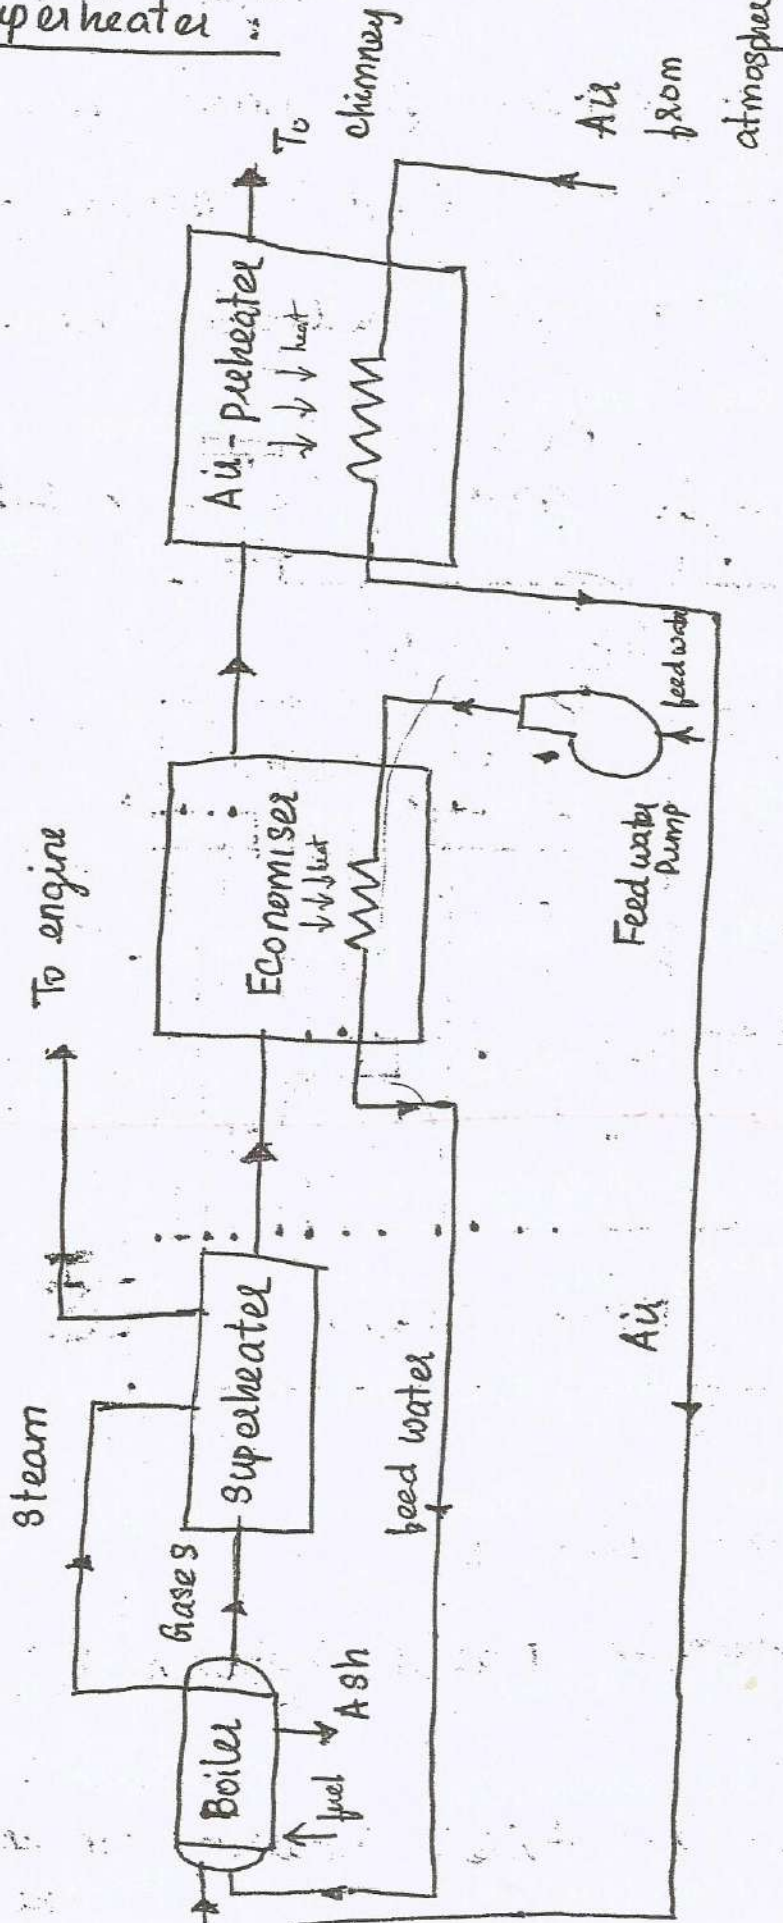 perheater :
To
chimney
Air
from
Air-preheater
heat
To engine
Economiser
heat
feed water
Feed water
Pump
Steam
Superheater
Gases
feed water
Air
Boiler
Ash
fuel